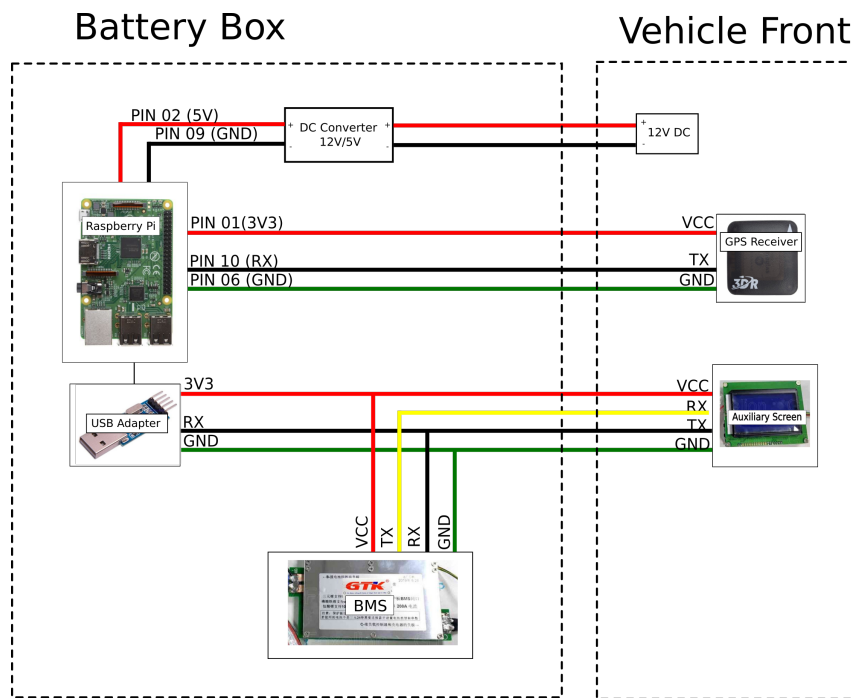 Battery Box
Vehicle Front
PIN 02 (5V)
PIN 09 (GND)
+ DC Converter +
- 12V/5V -
+
12V DC
-
Raspberry Pi
PIN 01(3V3)
VCC
GPS Receiver
PIN 10 (RX)
TX
PIN 06 (GND)
GND
3DR
3V3
VCC
USB Adapter
RX
RX
Auxiliary Screen
TX
GND
GND
VCC
TX
RX
GND
GTK
BMS